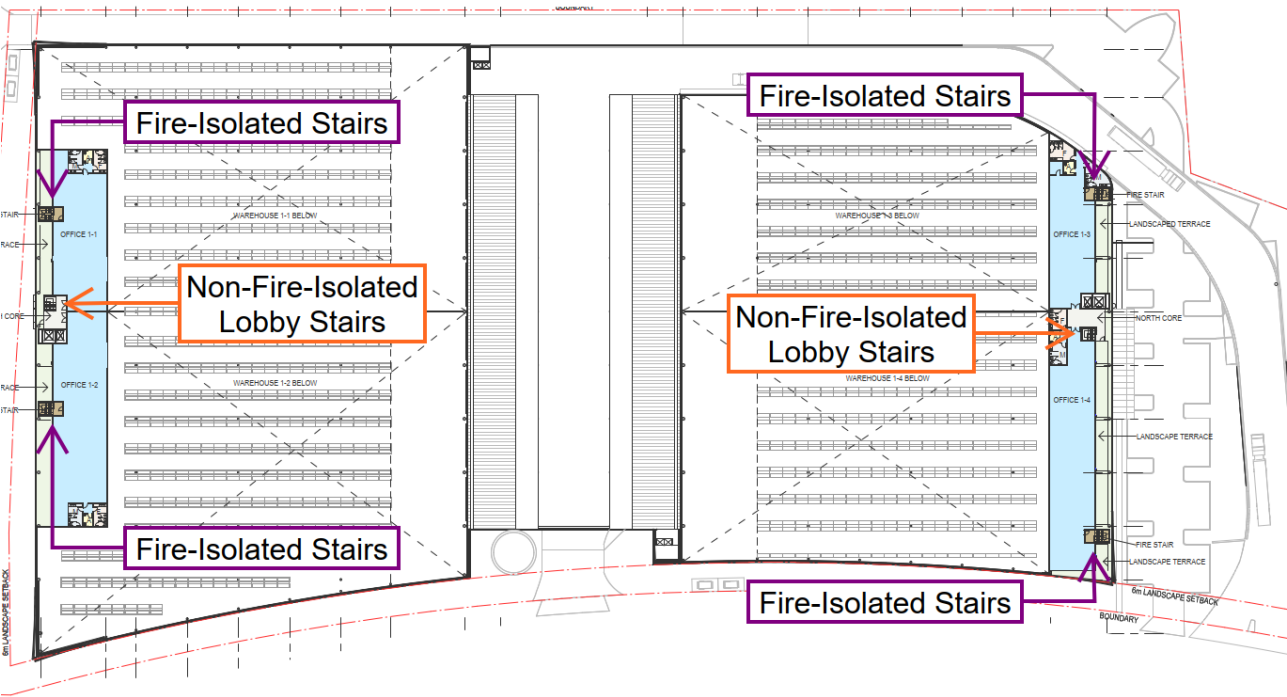 BOUNDARY
Fire-Isolated Stairs
Fire-Isolated Stairs
STAIR
FIRE STAIR
WAREHOUSE 1-1 BELOW
WAREHOUSE 1-3 BELOW
LANDSCAPED TERRACE
OFFICE 1-1
OFFICE 1-3
RACE
Non-Fire-Isolated
Lobby Stairs
Non-Fire-Isolated
Lobby Stairs
H CORE
NORTH CORE
F
M
M
WAREHOUSE 1-2 BELOW
WAREHOUSE 1-4 BELOW
RACE
OFFICE 1-2
OFFICE 1-4
STAIR
LANDSCAPE TERRACE
Fire-Isolated Stairs
FIRE STAIR
LANDSCAPE TERRACE
Fire-Isolated Stairs
6m LANDSCAPE SETBACK
6m LANDSCAPE SETBACK
BOUNDARY